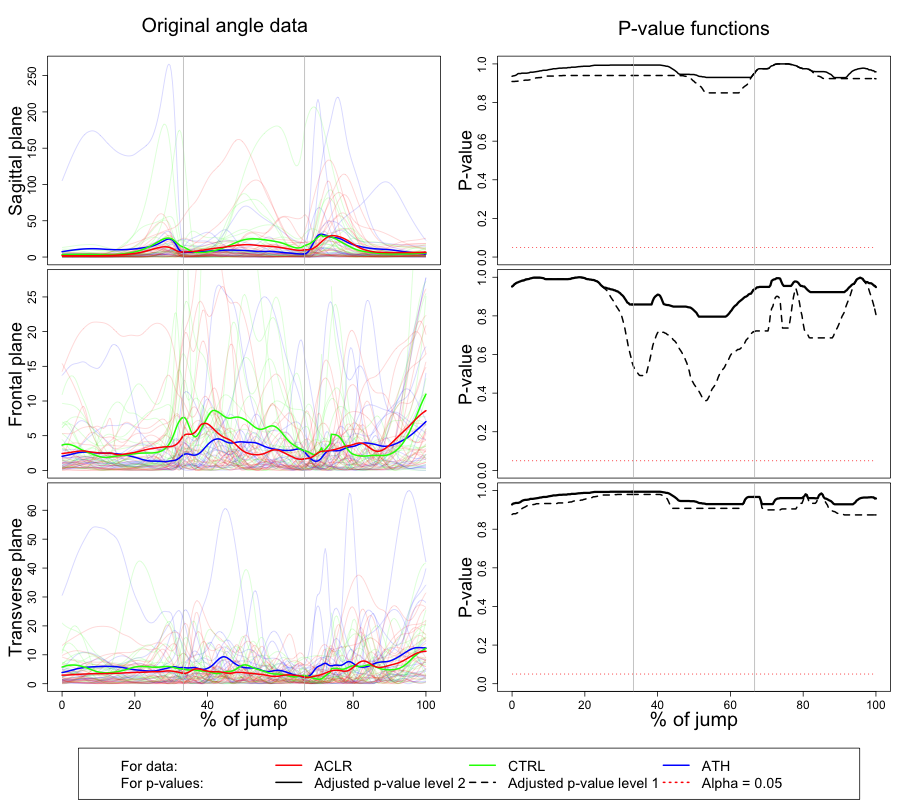 Original angle data
P-value functions
Sagittal plane
0 50 100 150 200 250
P-value
0.0 0.2 0.4 0.6 0.8 1.0
Frontal plane
0 5 10 15 20 25
P-value
0.0 0.2 0.4 0.6 0.8 1.0
Transverse plane
0 10 20 30 40 50 60
P-value
0.0 0.2 0.4 0.6 0.8 1.0
0 20 40 60 80 100
0 20 40 60 80 100
% of jump
% of jump
For data: ACLR CTRL ATH
For p-values: Adjusted p-value level 2 Adjusted p-value level 1 Alpha = 0.05